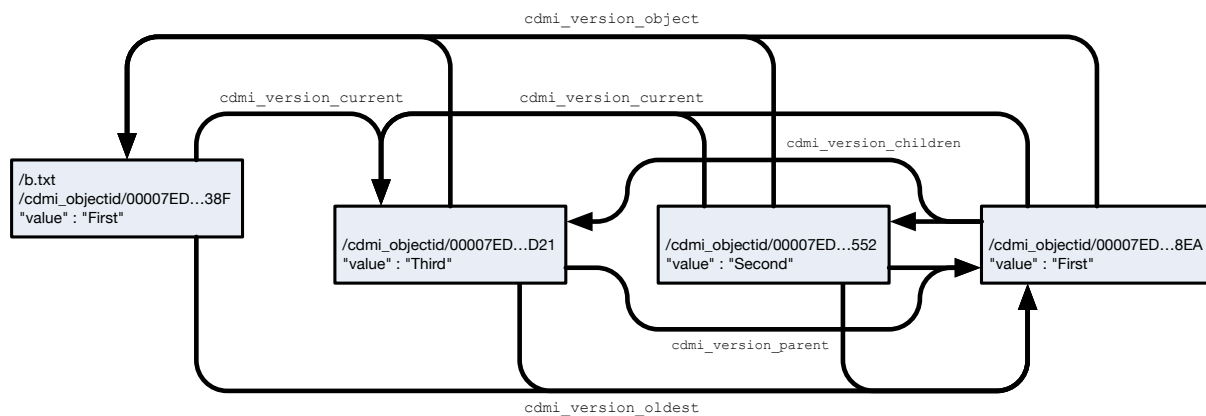 cdmi_version_object
cdmi_version_current
cdmi_version_current
cdmi_version_children
/b.txt
/cdmi_objectid/00007ED…38F
"value" : "First"
/cdmi_objectid/00007ED…D21
"value" : "Third"
/cdmi_objectid/00007ED…552
"value" : "Second"
/cdmi_objectid/00007ED…8EA
"value" : "First"
cdmi_version_parent
cdmi_version_oldest